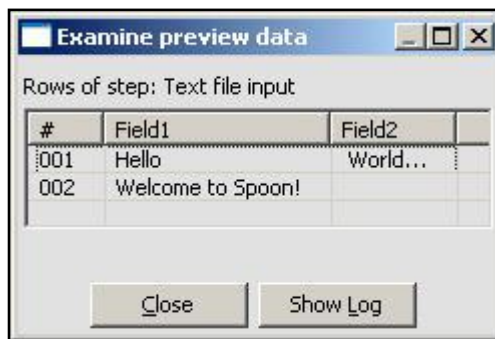 Examine preview data
Rows of step: Text file input
# Field1 Field2
001 Hello World...
002 Welcome to Spoon!
Close Show Log